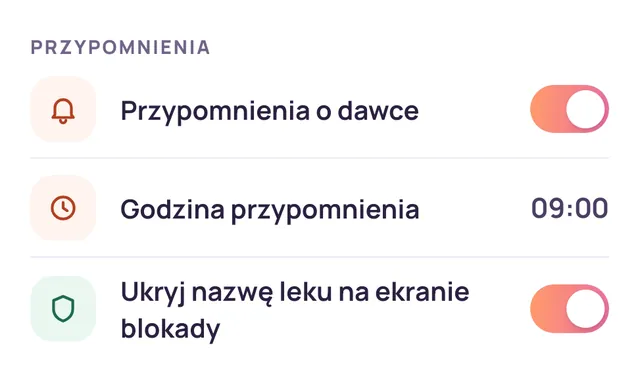 PRZYPOMNIENIA
Przypomnienia o dawce
Godzina przypomnienia
09:00
Ukryj nazwę leku na ekranie
blokady